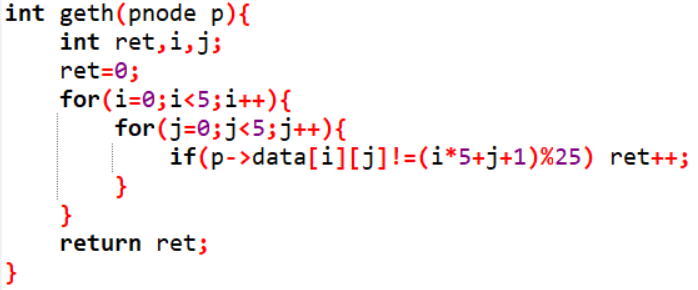 int geth(pnode p){
    int ret,i,j;
    ret=0;
    for(i=0;i<5;i++){
        for(j=0;j<5;j++){
            if(p->data[i][j]!=(i*5+j+1)%25) ret++;
        }
    }
    return ret;
}